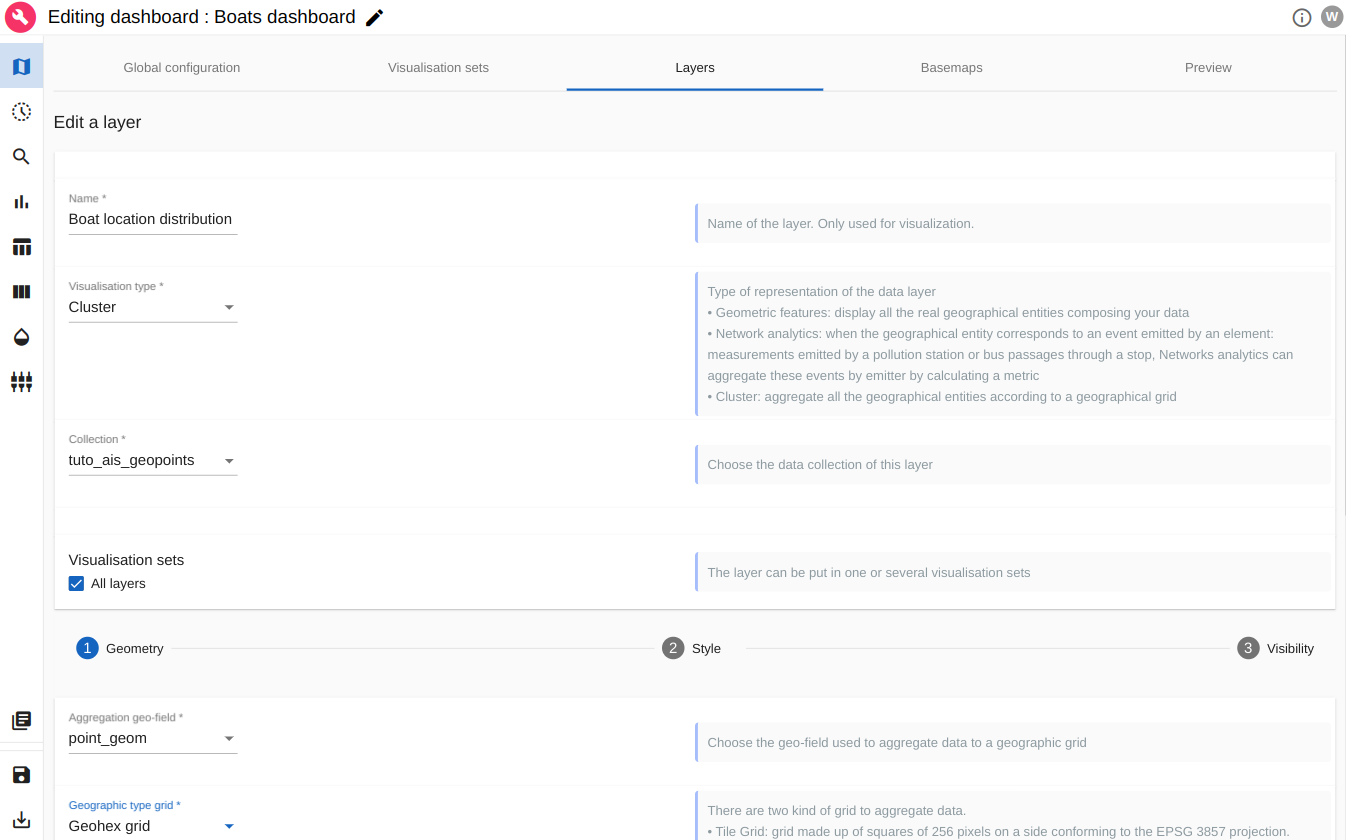 Editing dashboard : Boats dashboard
W
Global configuration
Visualisation sets
Layers
Basemaps
Preview
Edit a layer
Name *
Boat location distribution
Name of the layer. Only used for visualization.
Visualisation type *
Cluster
Type of representation of the data layer
• Geometric features: display all the real geographical entities composing your data
• Network analytics: when the geographical entity corresponds to an event emitted by an element:
measurements emitted by a pollution station or bus passages through a stop, Networks analytics can
aggregate these events by emitter by calculating a metric
• Cluster: aggregate all the geographical entities according to a geographical grid
Collection *
tuto_ais_geopoints
Choose the data collection of this layer
Visualisation sets
All layers
The layer can be put in one or several visualisation sets
1 Geometry
2 Style
3 Visibility
Aggregation geo-field *
point_geom
Choose the geo-field used to aggregate data to a geographic grid
Geographic type grid *
Geohex grid
There are two kind of grid to aggregate data.
• Tile Grid: grid made up of squares of 256 pixels on a side conforming to the EPSG 3857 projection.